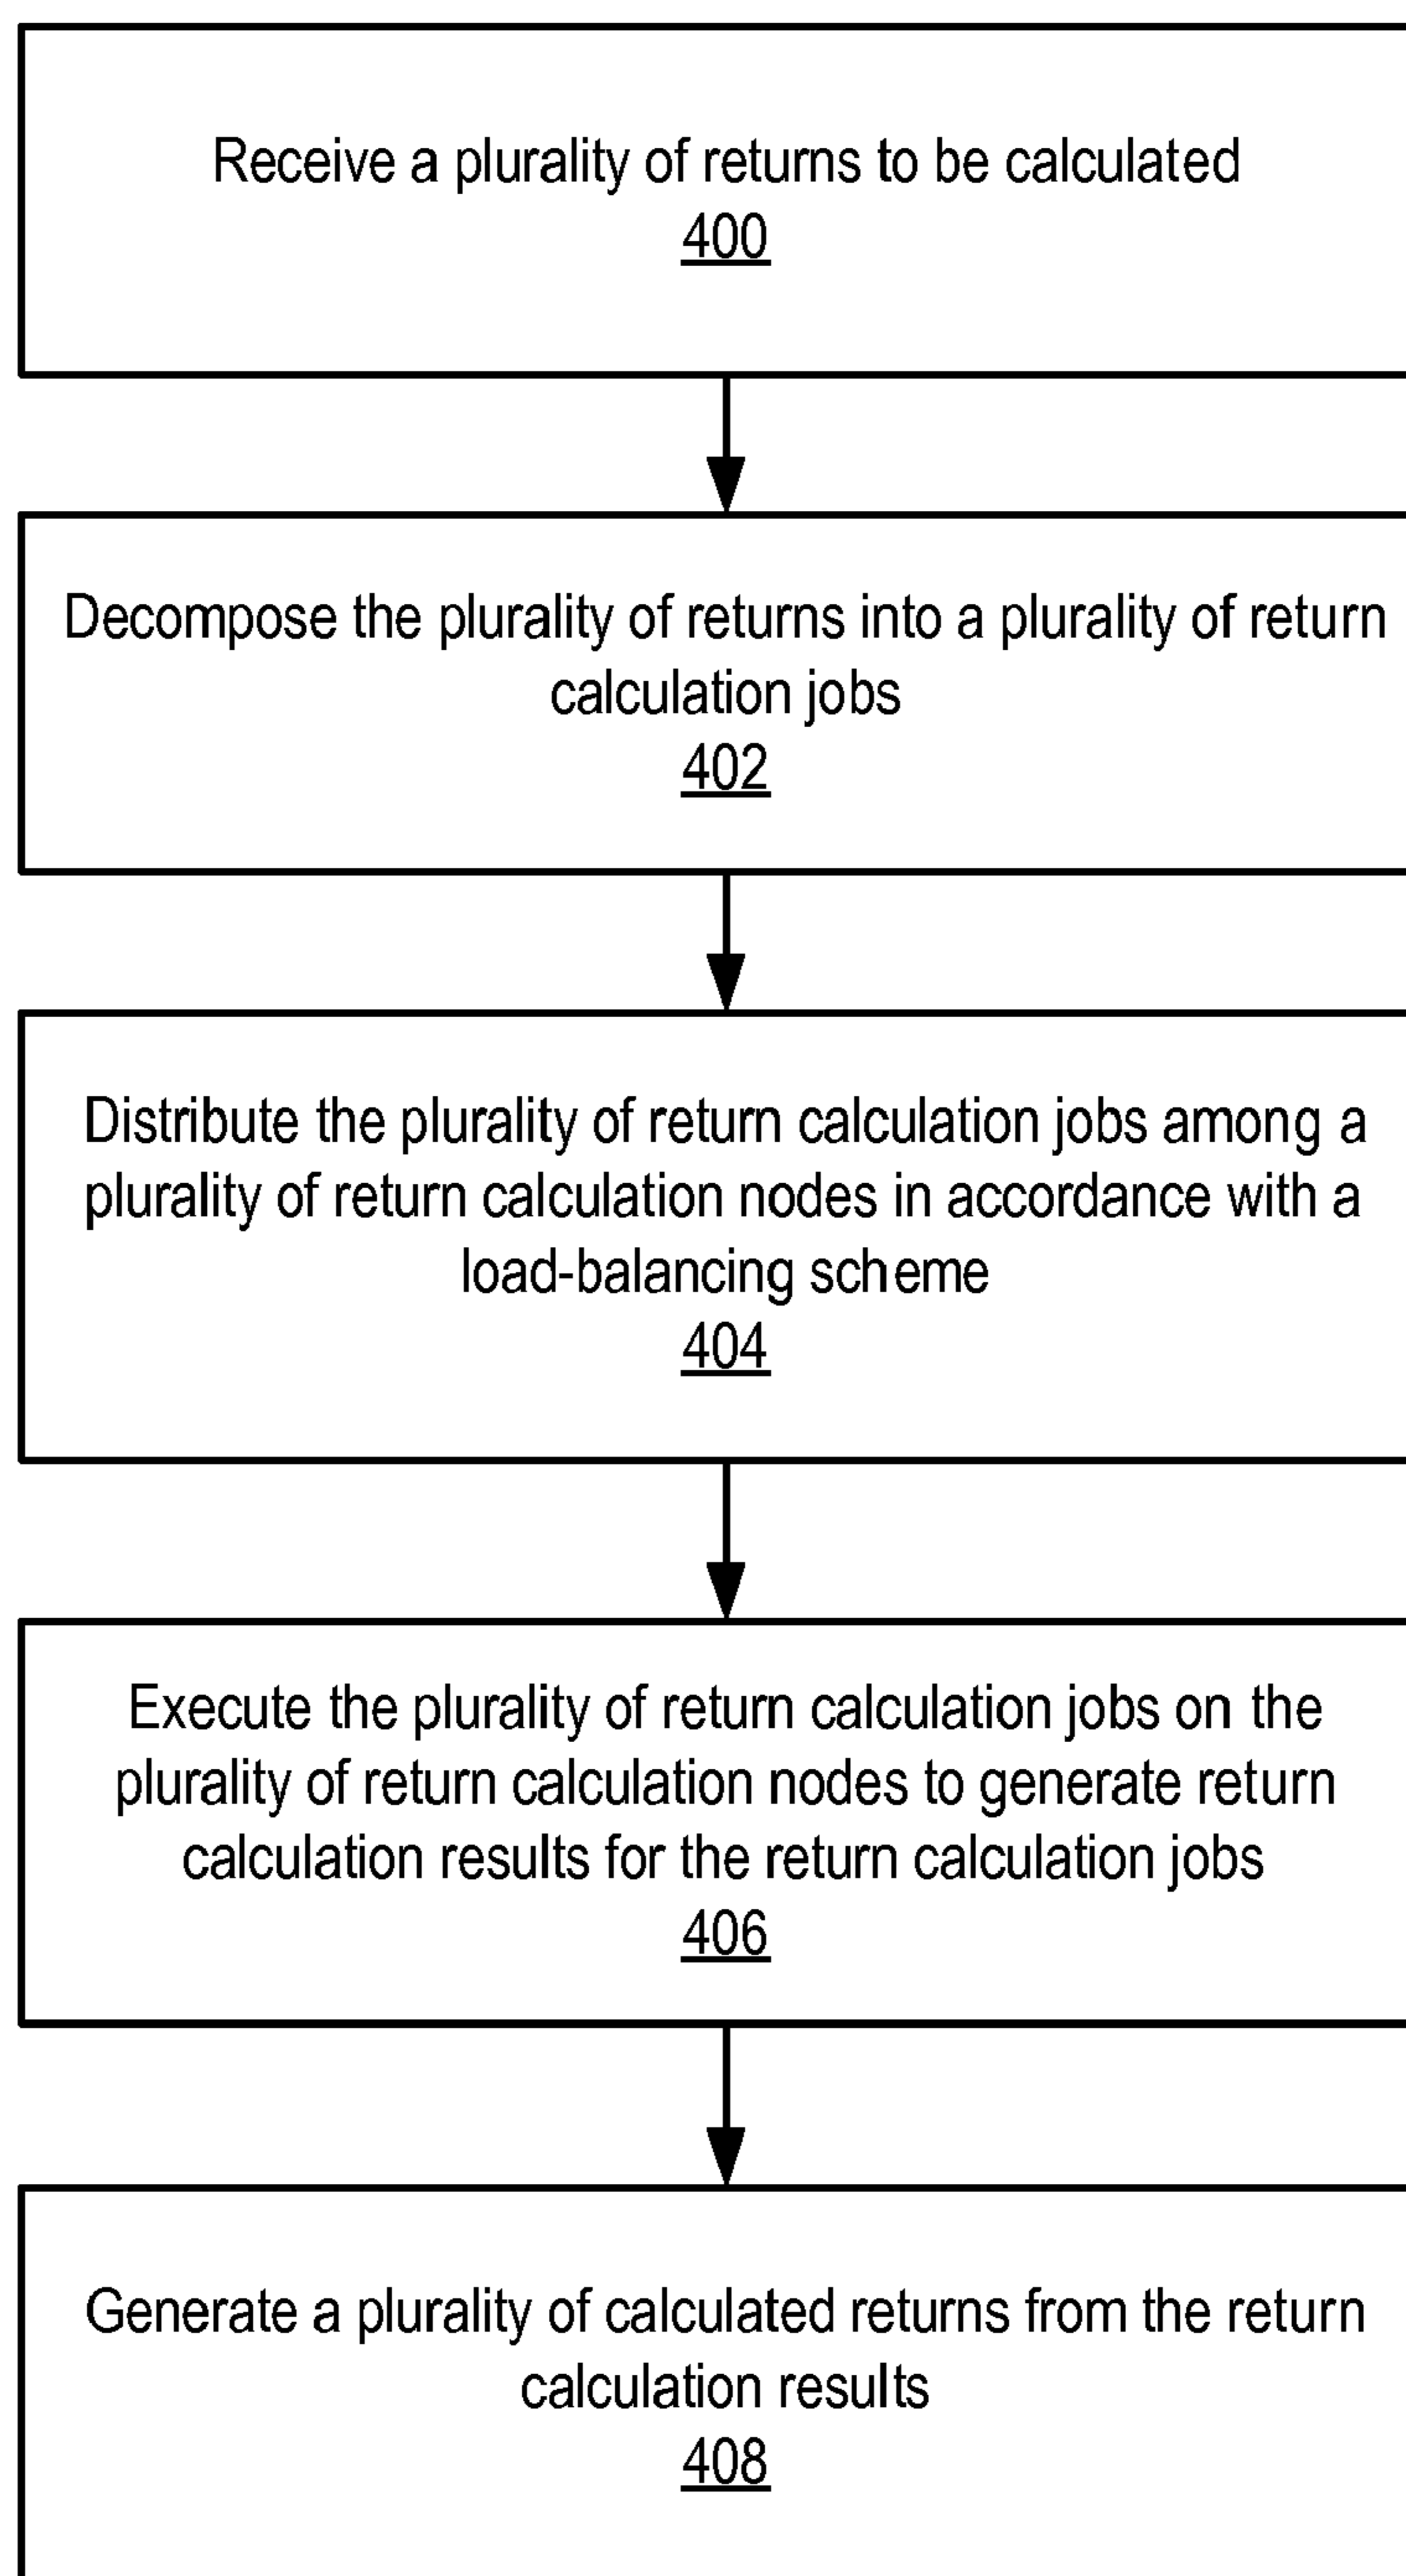 Receive a plurality of returns to be calculated
400
Decompose the plurality of returns into a plurality of return
calculation jobs
402
Distribute the plurality of return calculation jobs among a
plurality of return calculation nodes in accordance with a
load-balancing scheme
404
Execute the plurality of return calculation jobs on the
plurality of return calculation nodes to generate return
calculation results for the return calculation jobs
406
Generate a plurality of calculated returns from the return
calculation results
408